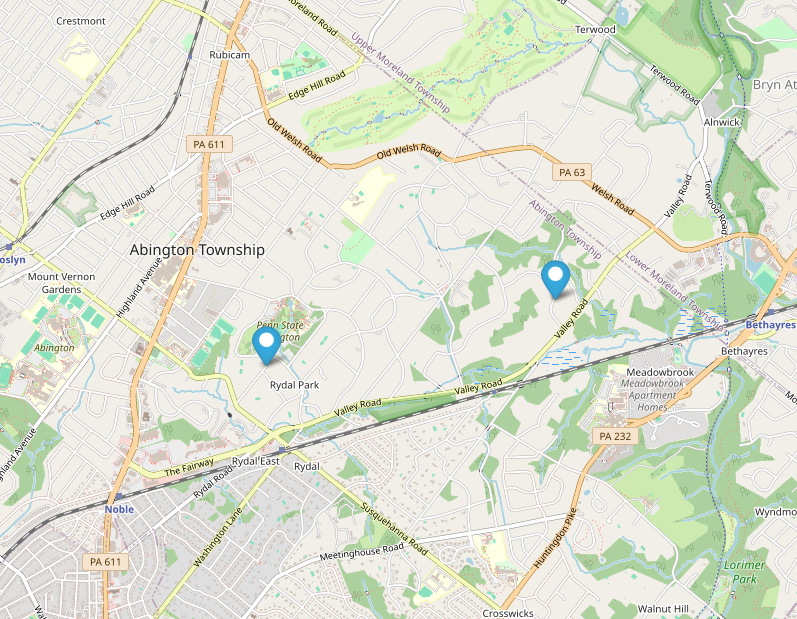 Crestmont
Moreland Road
Terwood
Rubicam
Upper Moreland Township
Edge Hill Road
Terwood Road
Bryn At
Alnwick
Old Welsh Road
Old Welsh Road
PA 611
PA 63
Welsh Road
Valley Road
Terwood Road
Edge Hill Road
Abington Township
Abington Township
oslyn
Highland Avenue
Lower Moreland Township
Mount Vernon
Gardens
Valley Road
Bethayres
Penn State
ington
Abington
Bethayres
Rydal Park
Meadowbrook
Meadowbrook
Apartment
Homes
Valley Road
Valley Road
PA 232
ghland Avenue
The Fairway
Rydal East
Rydal
Rydal Road
Noble
Susquehanna Road
Washington Lane
Huntingdon Pike
Wyndmo
Meetinghouse Road
PA 611
Lorimer
Park
Crosswicks
Walnut Hill